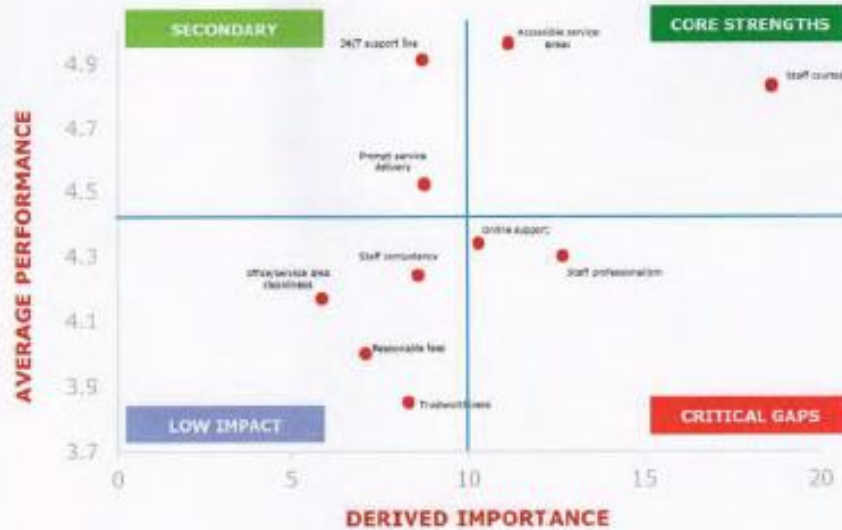 SECONDARY
CORE STRENGTHS
24/7 support line
Accessible service
areas
Staff courtes
Prompt service
delivery
Online support
Staff competency
Staff professionalism
Office/service area
cleanliness
Reasonable fees
Trustworthiness
LOW IMPACT
CRITICAL GAPS
AVERAGE PERFORMANCE
4.9
4.7
4.5
4.3
4.1
3.9
3.7
0
5
10
15
20
DERIVED IMPORTANCE